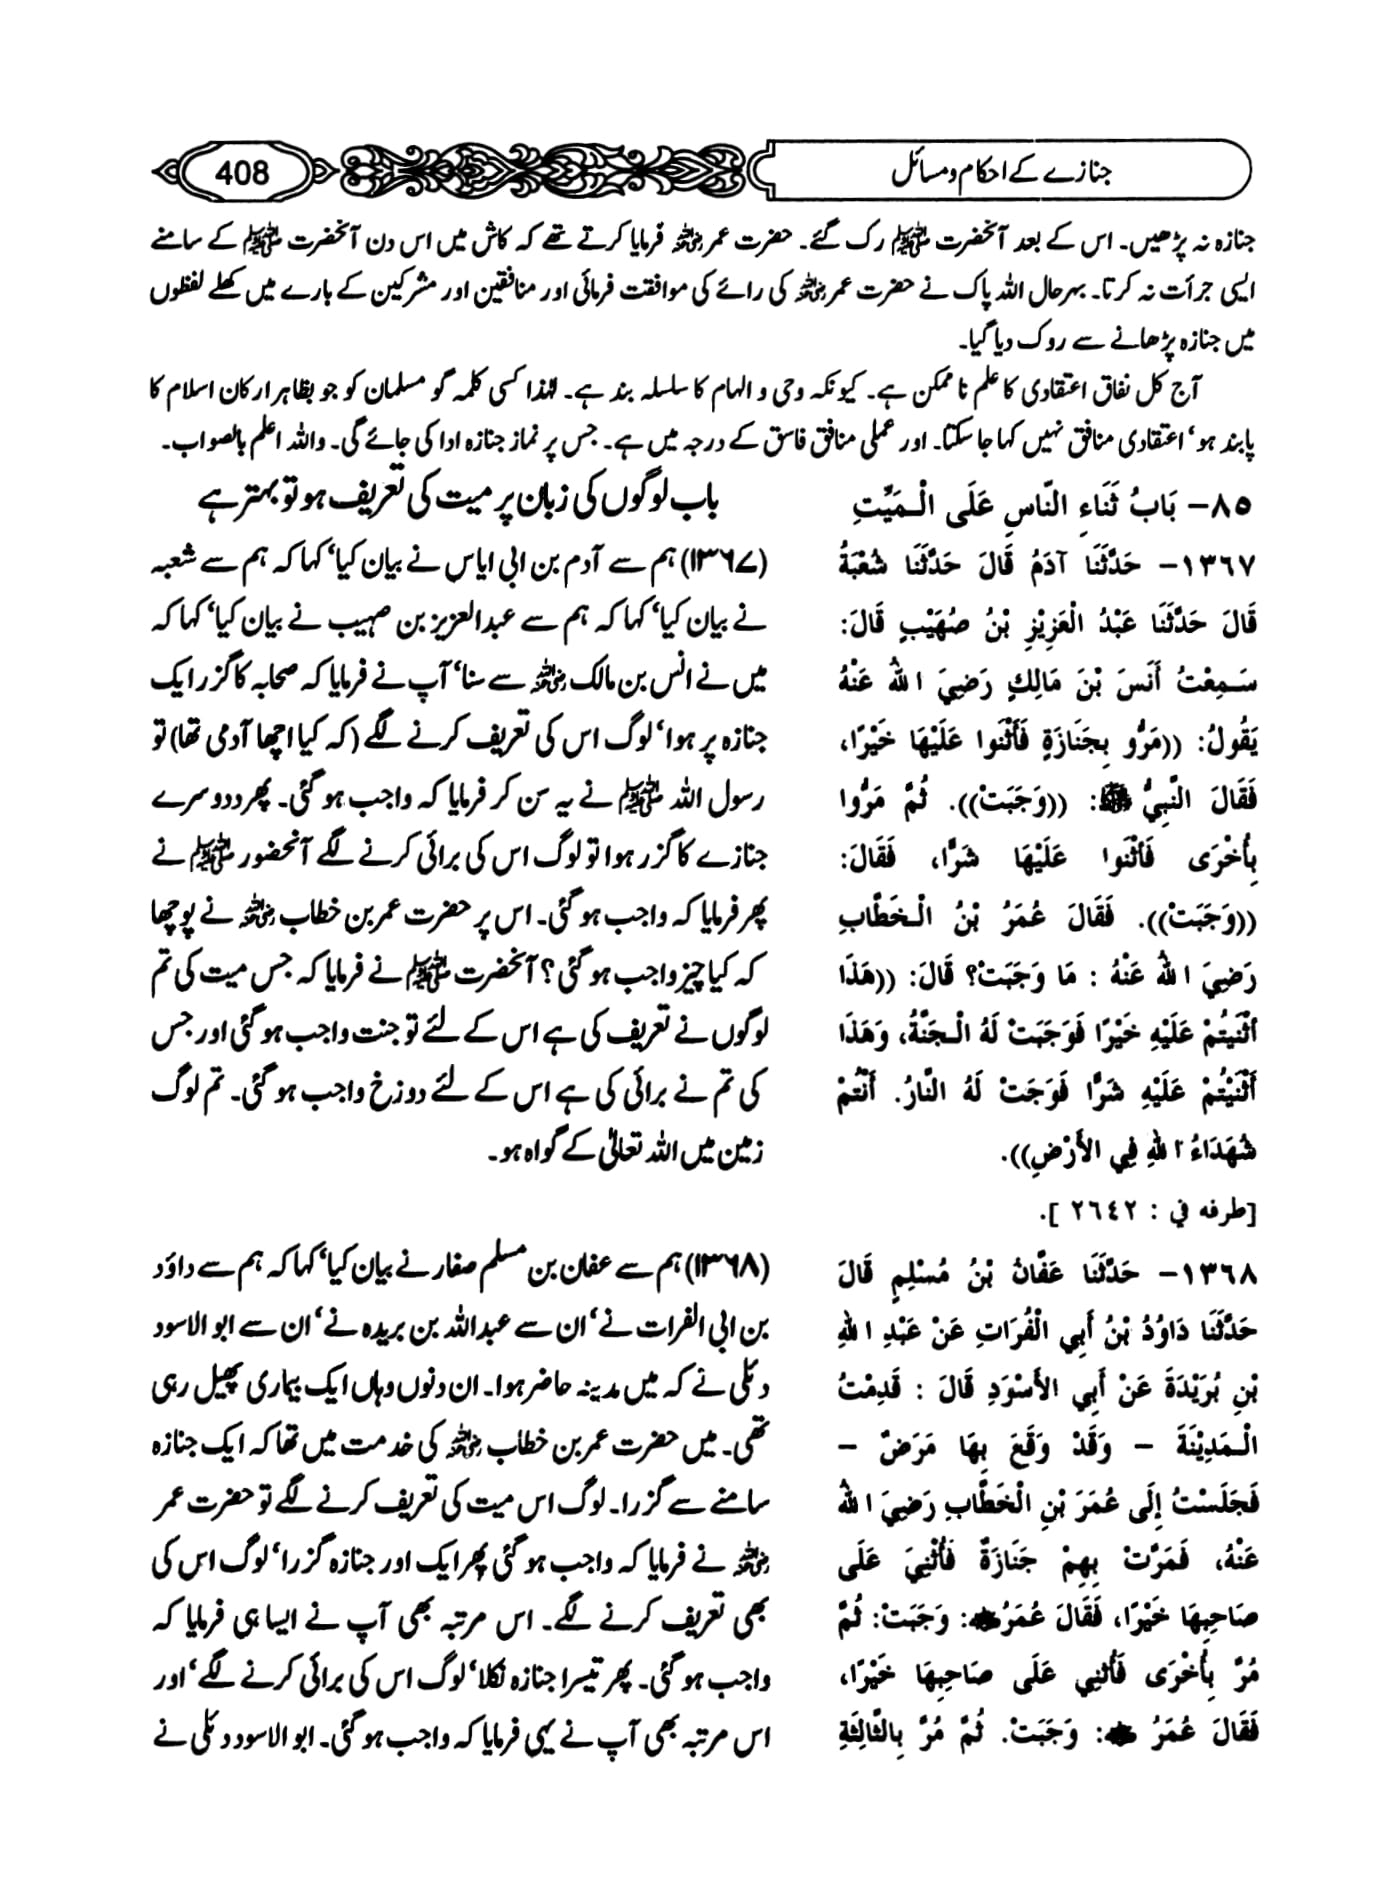 جنازے کے احکام و مسائل
408
جنازہ نہ پڑھیں۔ اس کے بعد آنحضرت ﷺ رک گئے۔ حضرت عمر رضی اللہ عنہ فرمایا کرتے تھے کہ کاش میں اس دن آنحضرت ﷺ کے سامنے
ایسی جرأت نہ کرتا۔ بہرحال اللہ پاک نے حضرت عمر رضی اللہ عنہ کی رائے کی موافقت فرمائی اور منافقین اور مشرکین کے بارے میں کھلے لفظوں
میں جنازہ پڑھانے سے روک دیا گیا۔
آج کل نفاق اعتقادی کا علم نا ممکن ہے۔ کیونکہ وحی و الہام کا سلسلہ بند ہے۔ لہٰذا کسی کلمہ گو مسلمان کو جو بظاہر ارکان اسلام کا
پابند ہو‘ اعتقادی منافق نہیں کہا جا سکتا۔ اور عملی منافق فاسق کے درجہ میں ہے۔ جس پر نماز جنازہ ادا کی جائے گی۔ واللہ اعلم بالصواب۔
٨٥- بَابُ ثَنَاءِ النَّاسِ عَلَى الْـمَيِّتِ
١٣٦٧- حَدَّثَنَا آدَمُ قَالَ حَدَّثَنَا شُعْبَةُ
قَالَ حَدَّثَنَا عَبْدُ الْعَزِيْزِ بْنُ صُهَيْبٍ قَالَ:
سَمِعْتُ أَنَسَ بْنَ مَالِكٍ رَضِيَ اللهُ عَنْهُ
يَقُولُ: ((مَرُّو بِجَنَازَةٍ فَأَثْنَوا عَلَيْهَا خَيْرًا،
فَقَالَ النَّبِيُّ ﷺ: ((وَجَبَتْ)). ثُمَّ مَرُّوا
بِأُخْرَى فَأَثْنَوا عَلَيْهَا شَرًّا، فَقَالَ:
((وَجَبَتْ)). فَقَالَ عُمَرُ بْنُ الْـخَطَّابِ
رَضِيَ اللهُ عَنْهُ : مَا وَجَبَتْ؟ قَالَ: ((هَذَا
أَثْنَيْتُمْ عَلَيْهِ خَيْرًا فَوَجَبَتْ لَهُ الْـجَنَّةُ، وَهَذَا
أَثْنَيْتُمْ عَلَيْهِ شَرًّا فَوَجَبَتْ لَهُ النَّارُ. أَنْتُمْ
شُهَدَاءُ اللهِ فِي الأَرْضِ)).
[طرفه في : ٢٦٤٢ ].
١٣٦٨- حَدَّثَنَا عَفَّانُ بْنُ مُسْلِمٍ قَالَ
حَدَّثَنَا دَاوُدُ بْنُ أَبِي الْفُرَاتِ عَنْ عَبْدِ اللهِ
بْنِ بُرَيْدَةَ عَنْ أَبِي الأَسْوَدِ قَالَ : قَدِمْتُ
الْـمَدِيْنَةَ - وَقَدْ وَقَعَ بِهَا مَرَضٌ -
فَجَلَسْتُ إِلَى عُمَرَ بْنِ الْخَطَّابِ رَضِيَ اللهُ
عَنْهُ، فَمَرَّتْ بِهِمْ جَنَازَةٌ فَأُثْنِيَ عَلَى
صَاحِبِهَا خَيْرًا، فَقَالَ عُمَرُ رضی اللہ عنہ: وَجَبَتْ: ثُمَّ
مُرَّ بِأُخْرَى فَأُثْنِي عَلَى صَاحِبِهَا خَيْرًا،
فَقَالَ عُمَرُ رضی اللہ عنہ: وَجَبَتْ. ثُمَّ مُرَّ بِالثَّالِثَةِ
باب لوگوں کی زبان پر میت کی تعریف ہو تو بہتر ہے
(۱۳۶۷) ہم سے آدم بن ابی ایاس نے بیان کیا‘ کہا کہ ہم سے شعبہ
نے بیان کیا‘ کہا کہ ہم سے عبدالعزیز بن صہیب نے بیان کیا‘ کہا کہ
میں نے انس بن مالک رضی اللہ عنہ سے سنا‘ آپ نے فرمایا کہ صحابہ کا گزر ایک
جنازہ پر ہوا‘ لوگ اس کی تعریف کرنے لگے (کہ کیا اچھا آدمی تھا) تو
رسول اللہ ﷺ نے یہ سن کر فرمایا کہ واجب ہو گئی۔ پھر دوسرے
جنازے کا گزر ہوا تو لوگ اس کی برائی کرنے لگے آنحضور ﷺ نے
پھر فرمایا کہ واجب ہو گئی۔ اس پر حضرت عمر بن خطاب رضی اللہ عنہ نے پوچھا
کہ کیا چیز واجب ہو گئی؟ آنحضرت ﷺ نے فرمایا کہ جس میت کی تم
لوگوں نے تعریف کی ہے اس کے لئے تو جنت واجب ہو گئی اور جس
کی تم نے برائی کی ہے اس کے لئے دوزخ واجب ہو گئی۔ تم لوگ
زمین میں اللہ تعالیٰ کے گواہ ہو۔
(۱۳۶۸) ہم سے عفان بن مسلم صفار نے بیان کیا‘ کہا کہ ہم سے داؤد
بن ابی الفرات نے‘ ان سے عبداللہ بن بریدہ نے‘ ان سے ابو الاسود
دئلی نے کہ میں مدینہ حاضر ہوا۔ ان دنوں وہاں ایک بیماری پھیل رہی
تھی۔ میں حضرت عمر بن خطاب رضی اللہ عنہ کی خدمت میں تھا کہ ایک جنازہ
سامنے سے گزرا۔ لوگ اس میت کی تعریف کرنے لگے تو حضرت عمر
رضی اللہ عنہ نے فرمایا کہ واجب ہو گئی پھر ایک اور جنازہ گزرا‘ لوگ اس کی
بھی تعریف کرنے لگے۔ اس مرتبہ بھی آپ نے ایسا ہی فرمایا کہ
واجب ہو گئی۔ پھر تیسرا جنازہ نکلا‘ لوگ اس کی برائی کرنے لگے‘ اور
اس مرتبہ بھی آپ نے یہی فرمایا کہ واجب ہو گئی۔ ابو الاسود دئلی نے